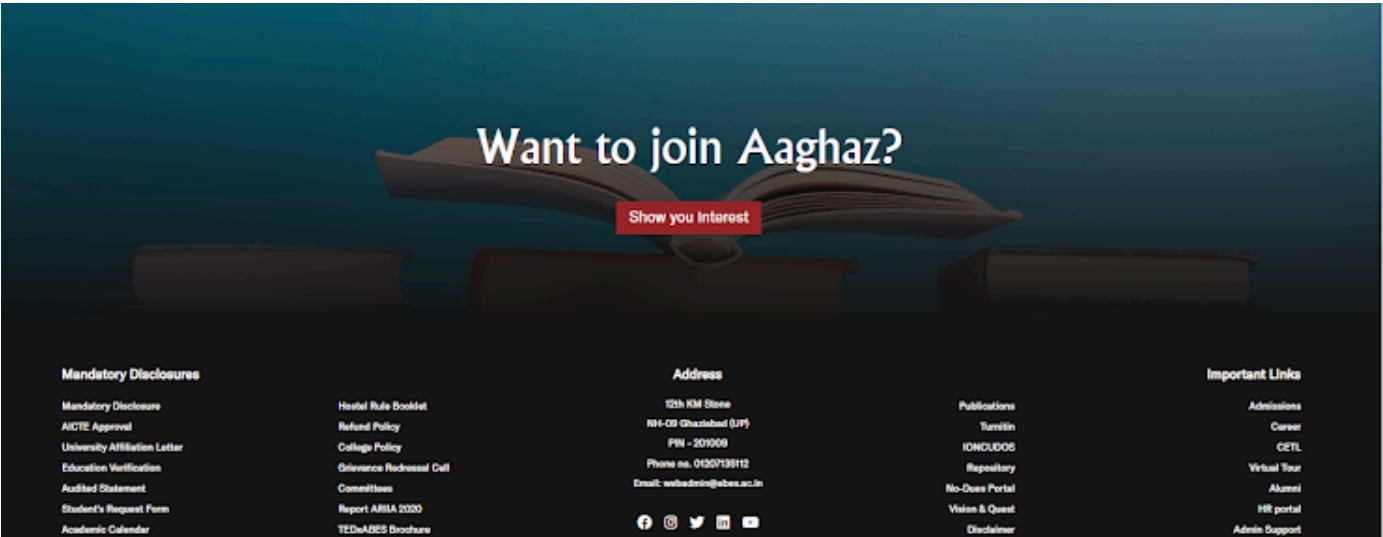 Want to join Aaghaz?
Show you Interest
Mandatory Disclosures
Mandatory Disclosure
AICTE Approval
University Affiliation Letter
Education Verification
Audited Statement
Student's Request Form
Academic Calendar
Hostel Rule Booklet
Refund Policy
College Policy
Grievance Redressal Cell
Committees
Report ARIIA 2020
TEDxABES Brochure
Address
12th KM Stone
NH-09 Ghaziabad (UP)
PIN - 201009
Phone no. 01207135112
Email: webadmin@abes.ac.in
Publications
Turnitin
IONCUDOS
Repository
No-Dues Portal
Vision & Quest
Disclaimer
Important Links
Admissions
Career
CETL
Virtual Tour
Alumni
HR portal
Admin Support